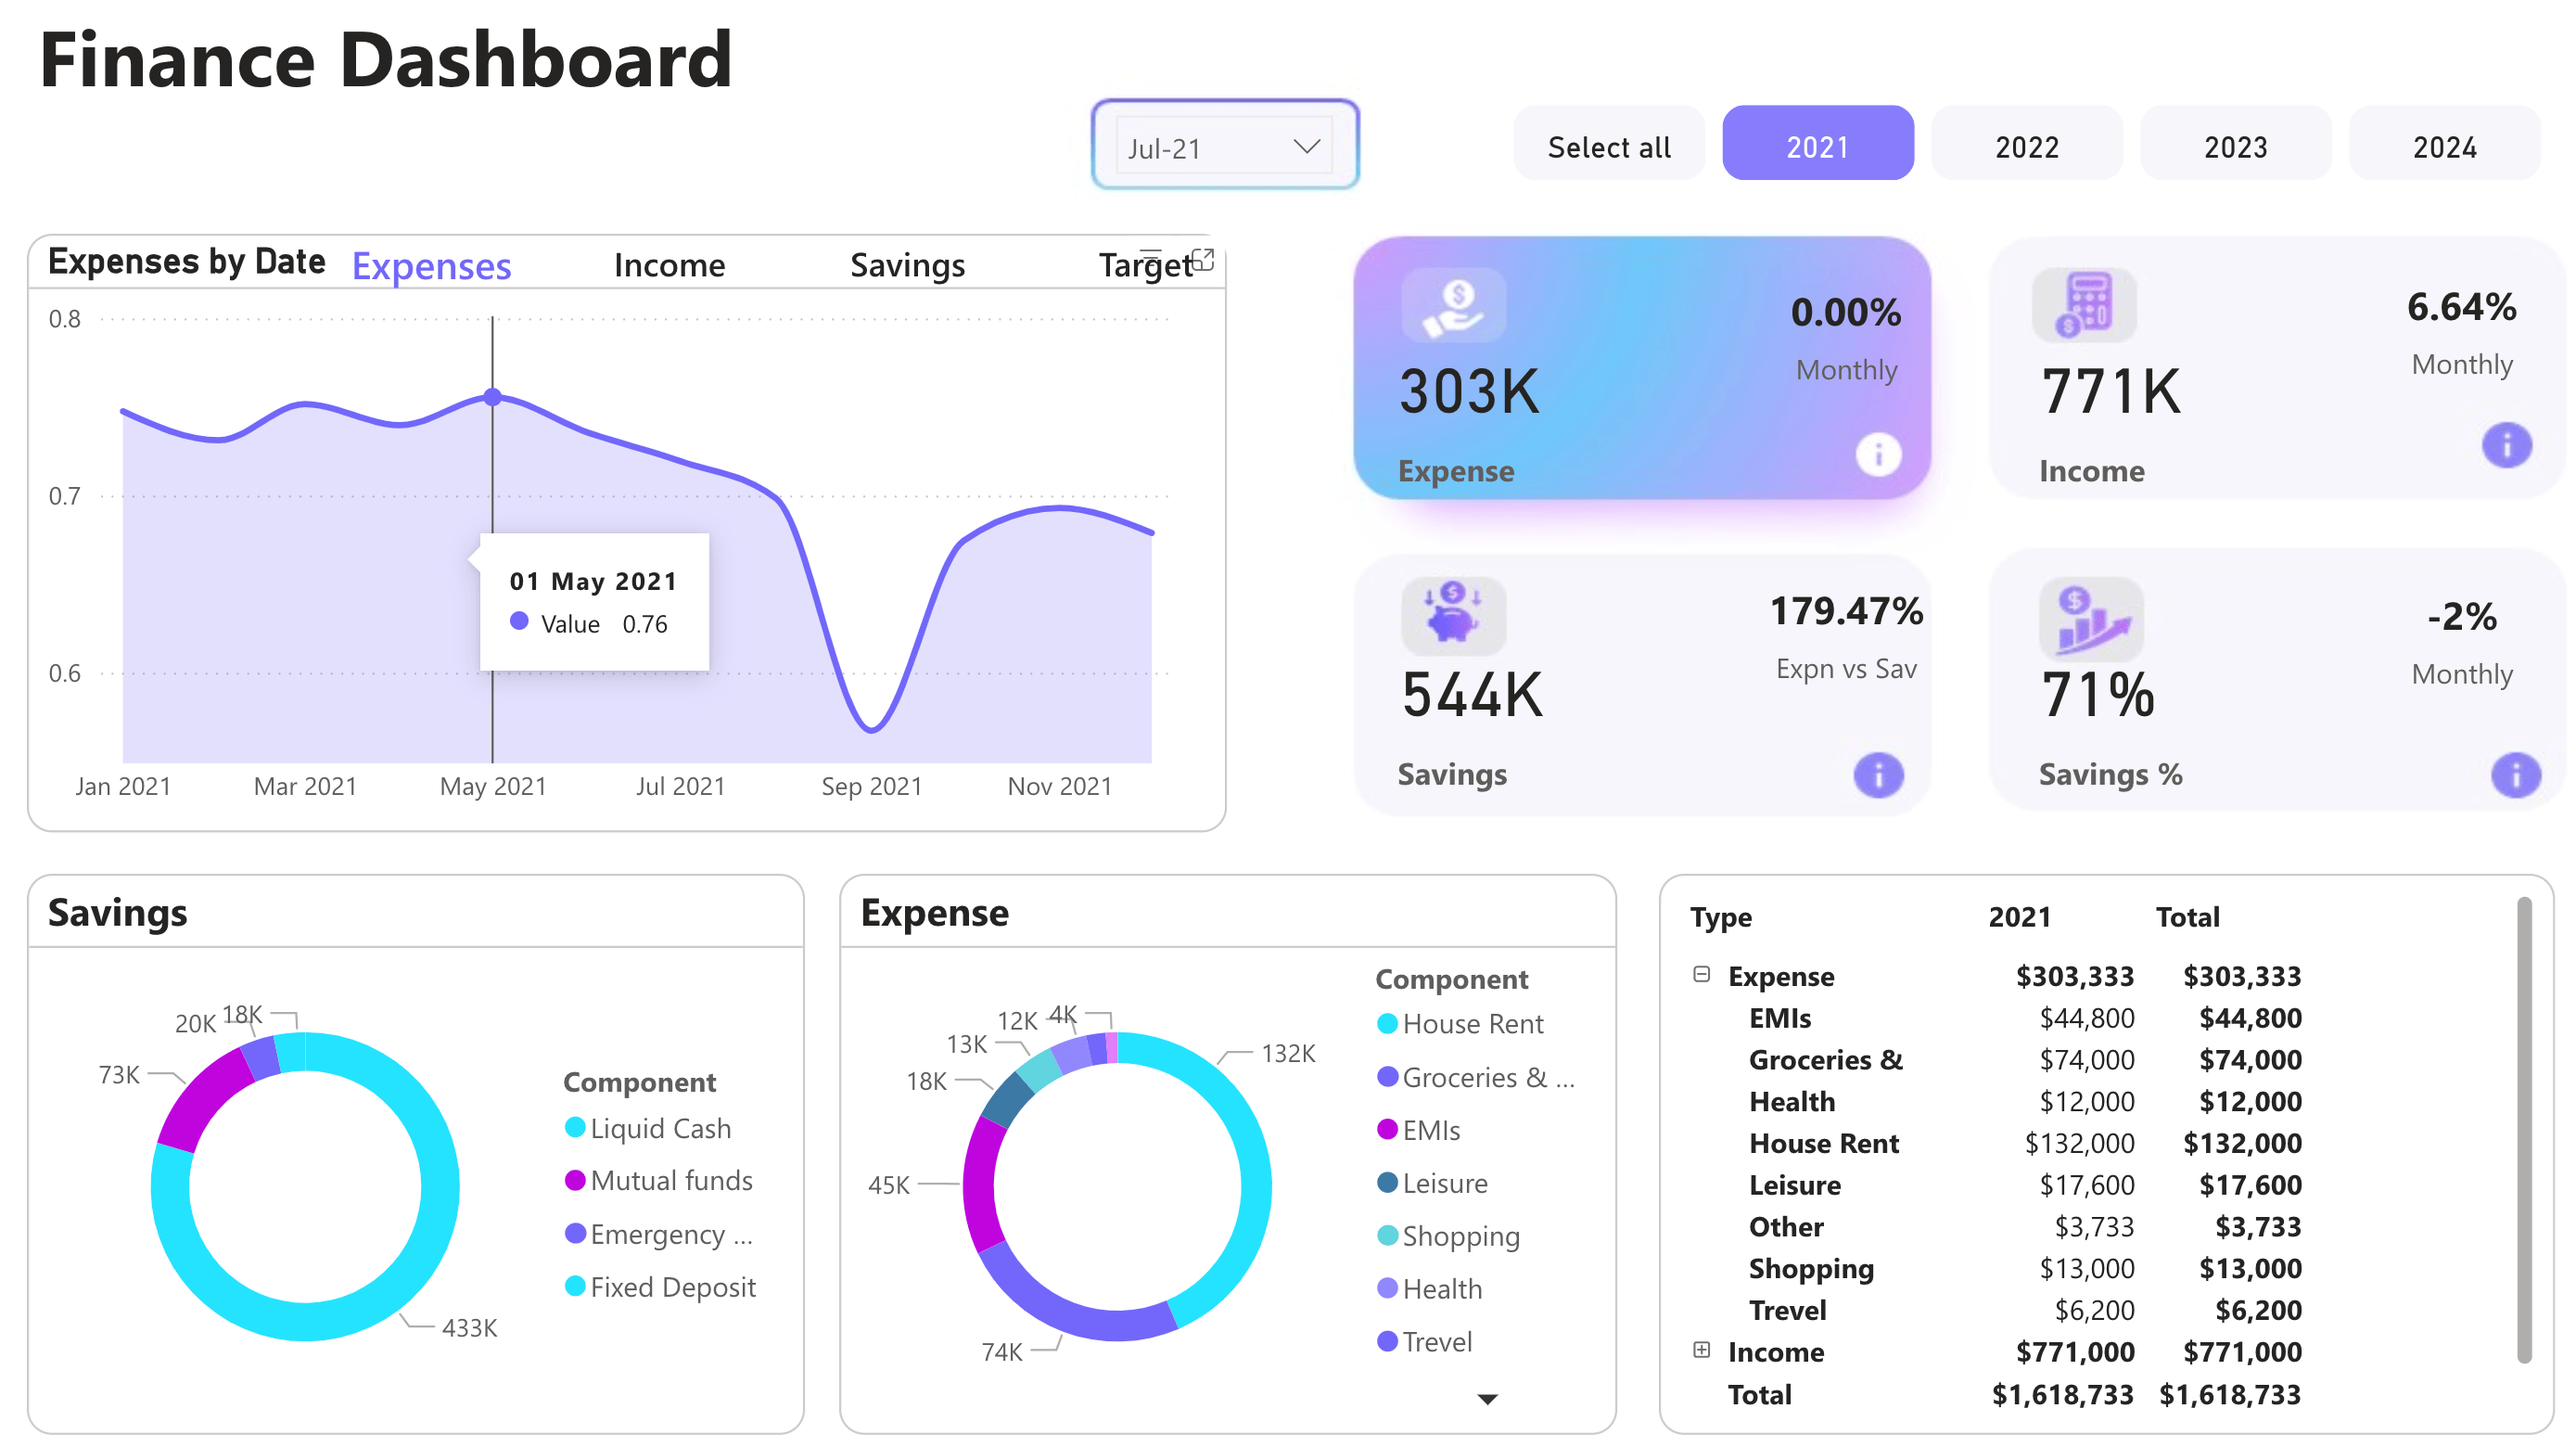 Finance Dashboard
Jul-21
Select all 2021 2022 2023 2024
Expenses by Date Expenses Income Savings Target
0.8
0.7
0.6
01 May 2021
Value 0.76
Jan 2021 Mar 2021 May 2021 Jul 2021 Sep 2021 Nov 2021
0.00%
Monthly
303K
Expense
6.64%
Monthly
771K
Income
179.47%
Expn vs Sav
544K
Savings
-2%
Monthly
71%
Savings %
Savings
20K 18K
73K
433K
Component
Liquid Cash
Mutual funds
Emergency ...
Fixed Deposit
Expense
12K 4K
13K
18K
132K
45K
74K
Component
House Rent
Groceries & ...
EMIs
Leisure
Shopping
Health
Trevel
Type 2021 Total
Expense $303,333 $303,333
EMIs $44,800 $44,800
Groceries & $74,000 $74,000
Health $12,000 $12,000
House Rent $132,000 $132,000
Leisure $17,600 $17,600
Other $3,733 $3,733
Shopping $13,000 $13,000
Trevel $6,200 $6,200
Income $771,000 $771,000
Total $1,618,733 $1,618,733